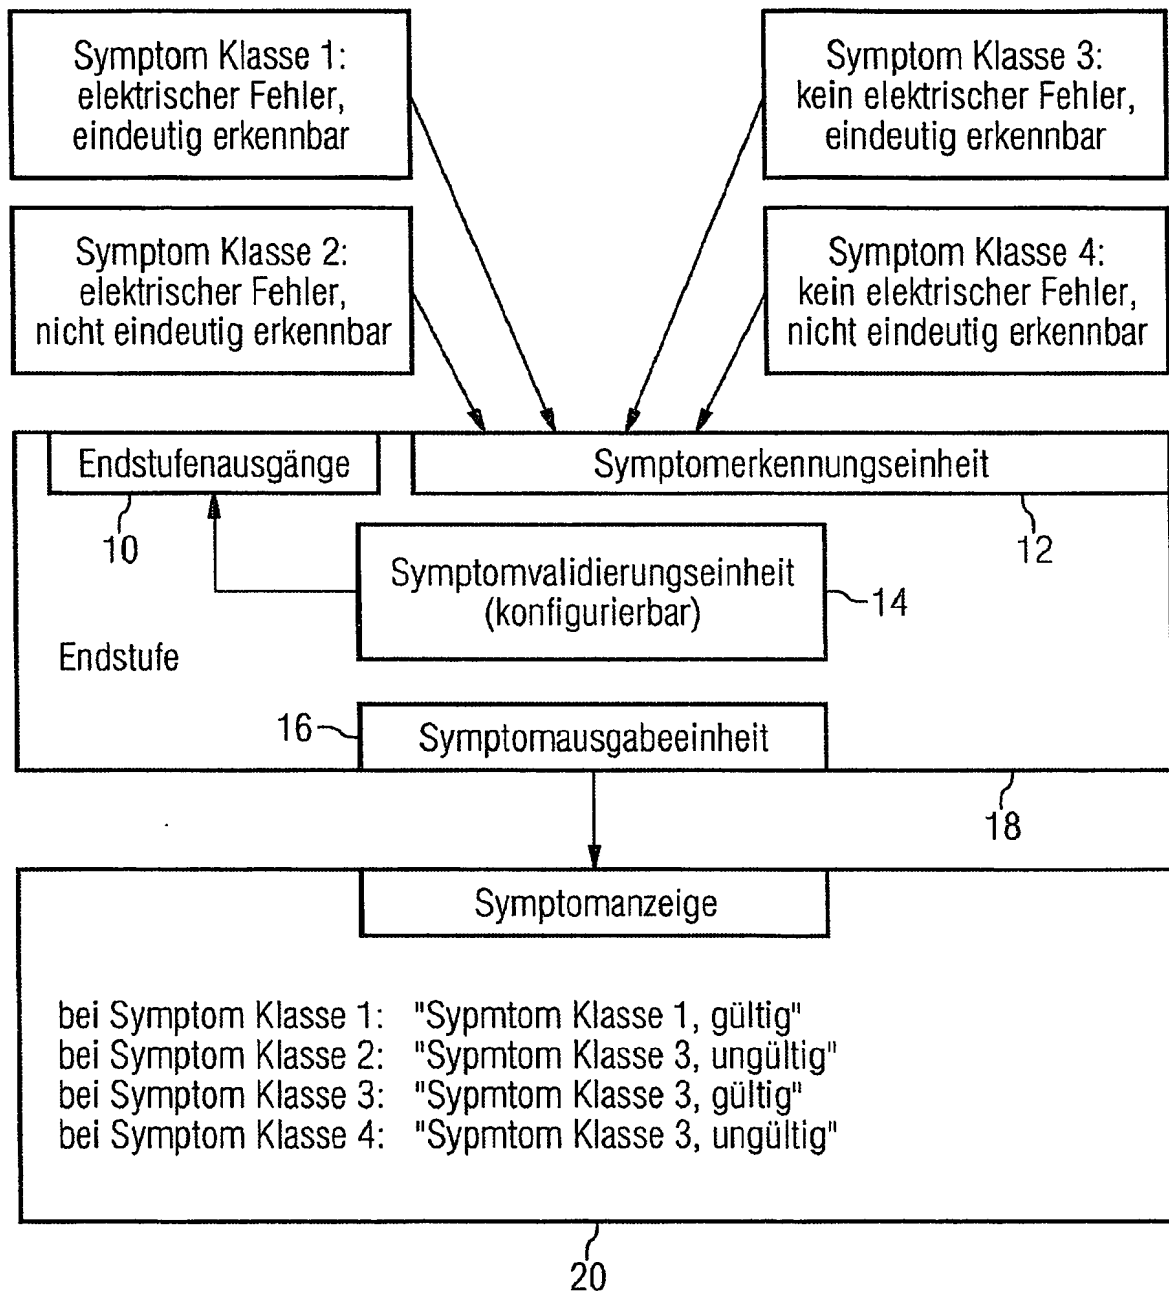 Symptom Klasse 1:
elektrischer Fehler,
eindeutig erkennbar
Symptom Klasse 3:
kein elektrischer Fehler,
eindeutig erkennbar
Symptom Klasse 2:
elektrischer Fehler,
nicht eindeutig erkennbar
Symptom Klasse 4:
kein elektrischer Fehler,
nicht eindeutig erkennbar
Endstufenausgänge
Symptomerkennungseinheit
10
12
Symptomvalidierungseinheit
(konfigurierbar)
14
Endstufe
16
Symptomausgabeeinheit
18
Symptomanzeige
bei Symptom Klasse 1: "Sypmtom Klasse 1, gültig"
bei Symptom Klasse 2: "Sypmtom Klasse 3, ungültig"
bei Symptom Klasse 3: "Sypmtom Klasse 3, gültig"
bei Symptom Klasse 4: "Sypmtom Klasse 3, ungültig"
20